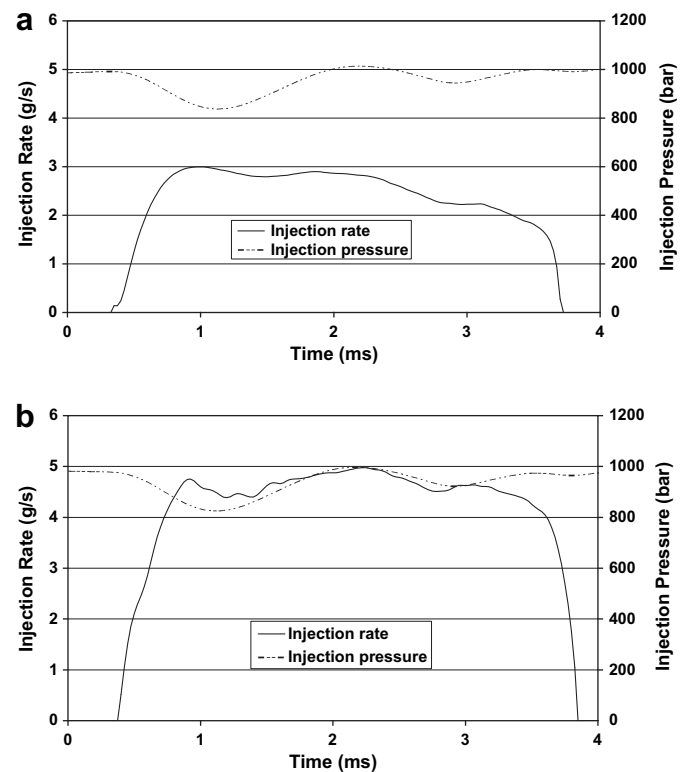 a
6
5
4
3
2
1
0
Injection Rate (g/s)
1200
1000
800
600
400
200
0
Injection Pressure (bar)
Injection rate
Injection pressure
0 1 2 3 4
Time (ms)
b
6
5
4
3
2
1
0
Injection Rate (g/s)
1200
1000
800
600
400
200
0
Injection Pressure (bar)
Injection rate
Injection pressure
0 1 2 3 4
Time (ms)